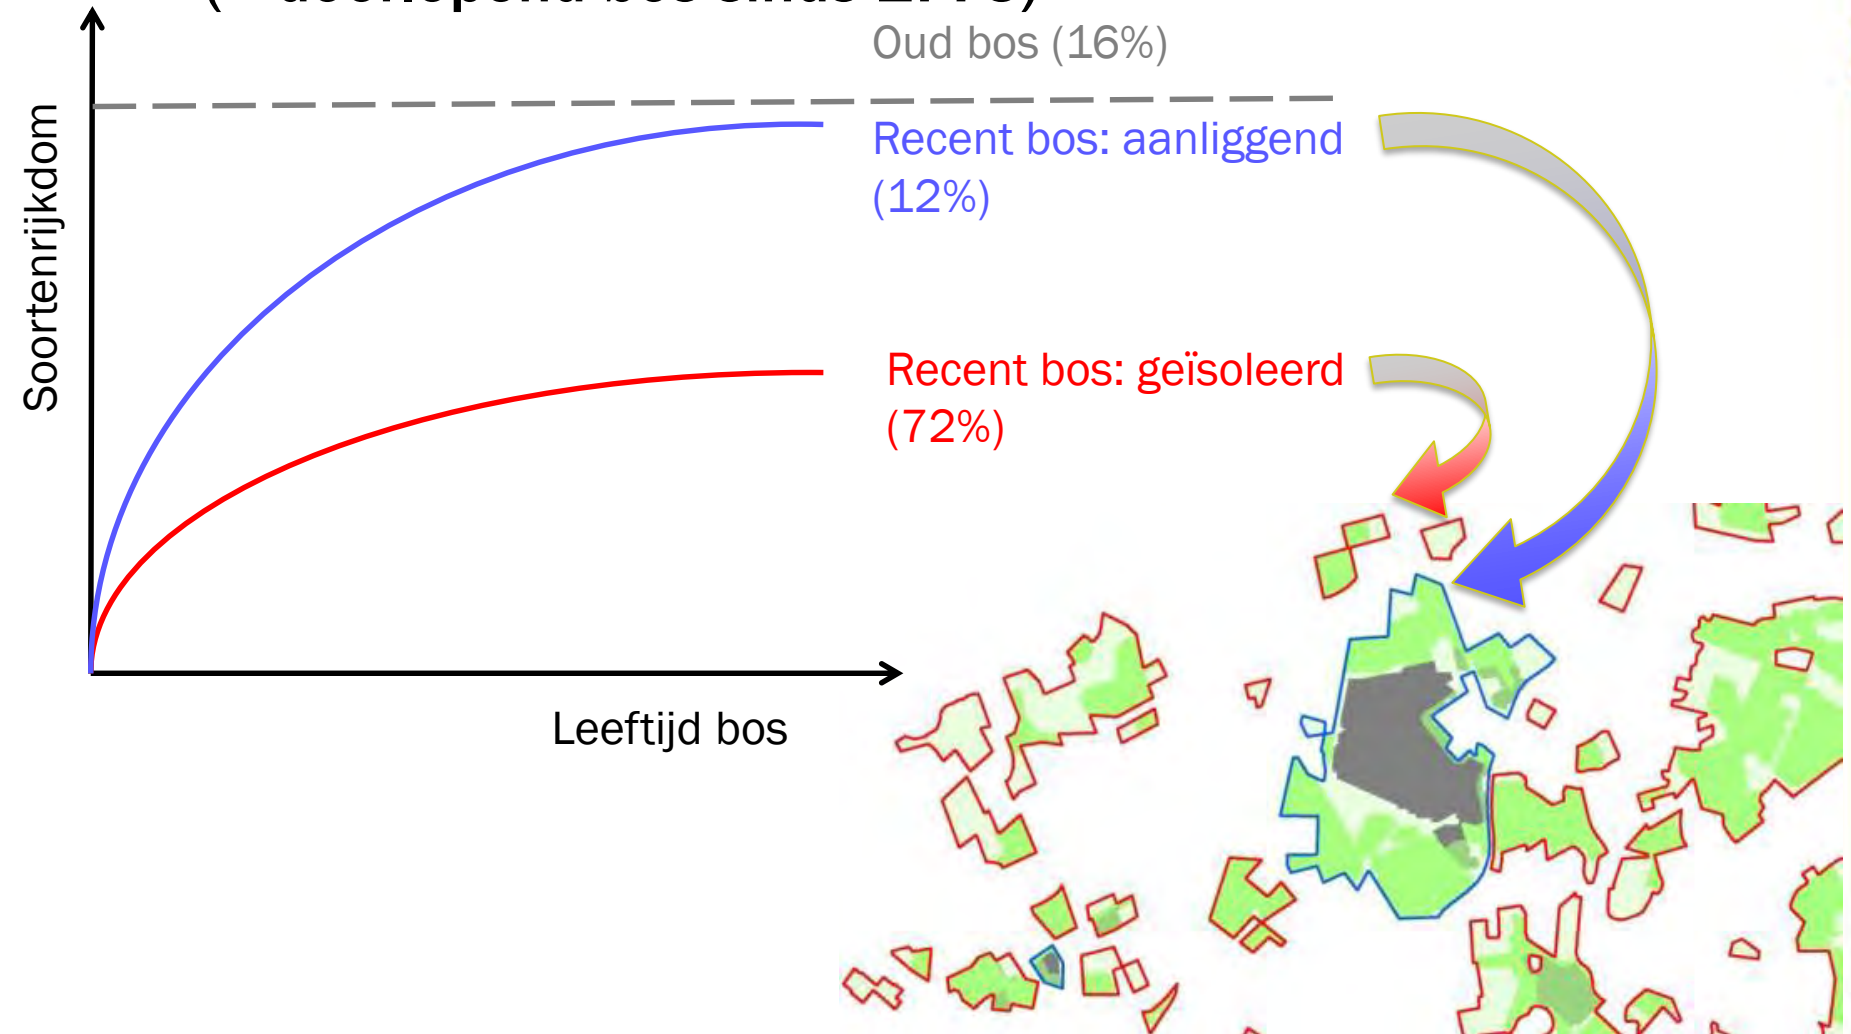 Oud bos (16%)
Recent bos: aanliggend
(12%)
Recent bos: geïsoleerd
(72%)
Soortenrijkdom
Leeftijd bos